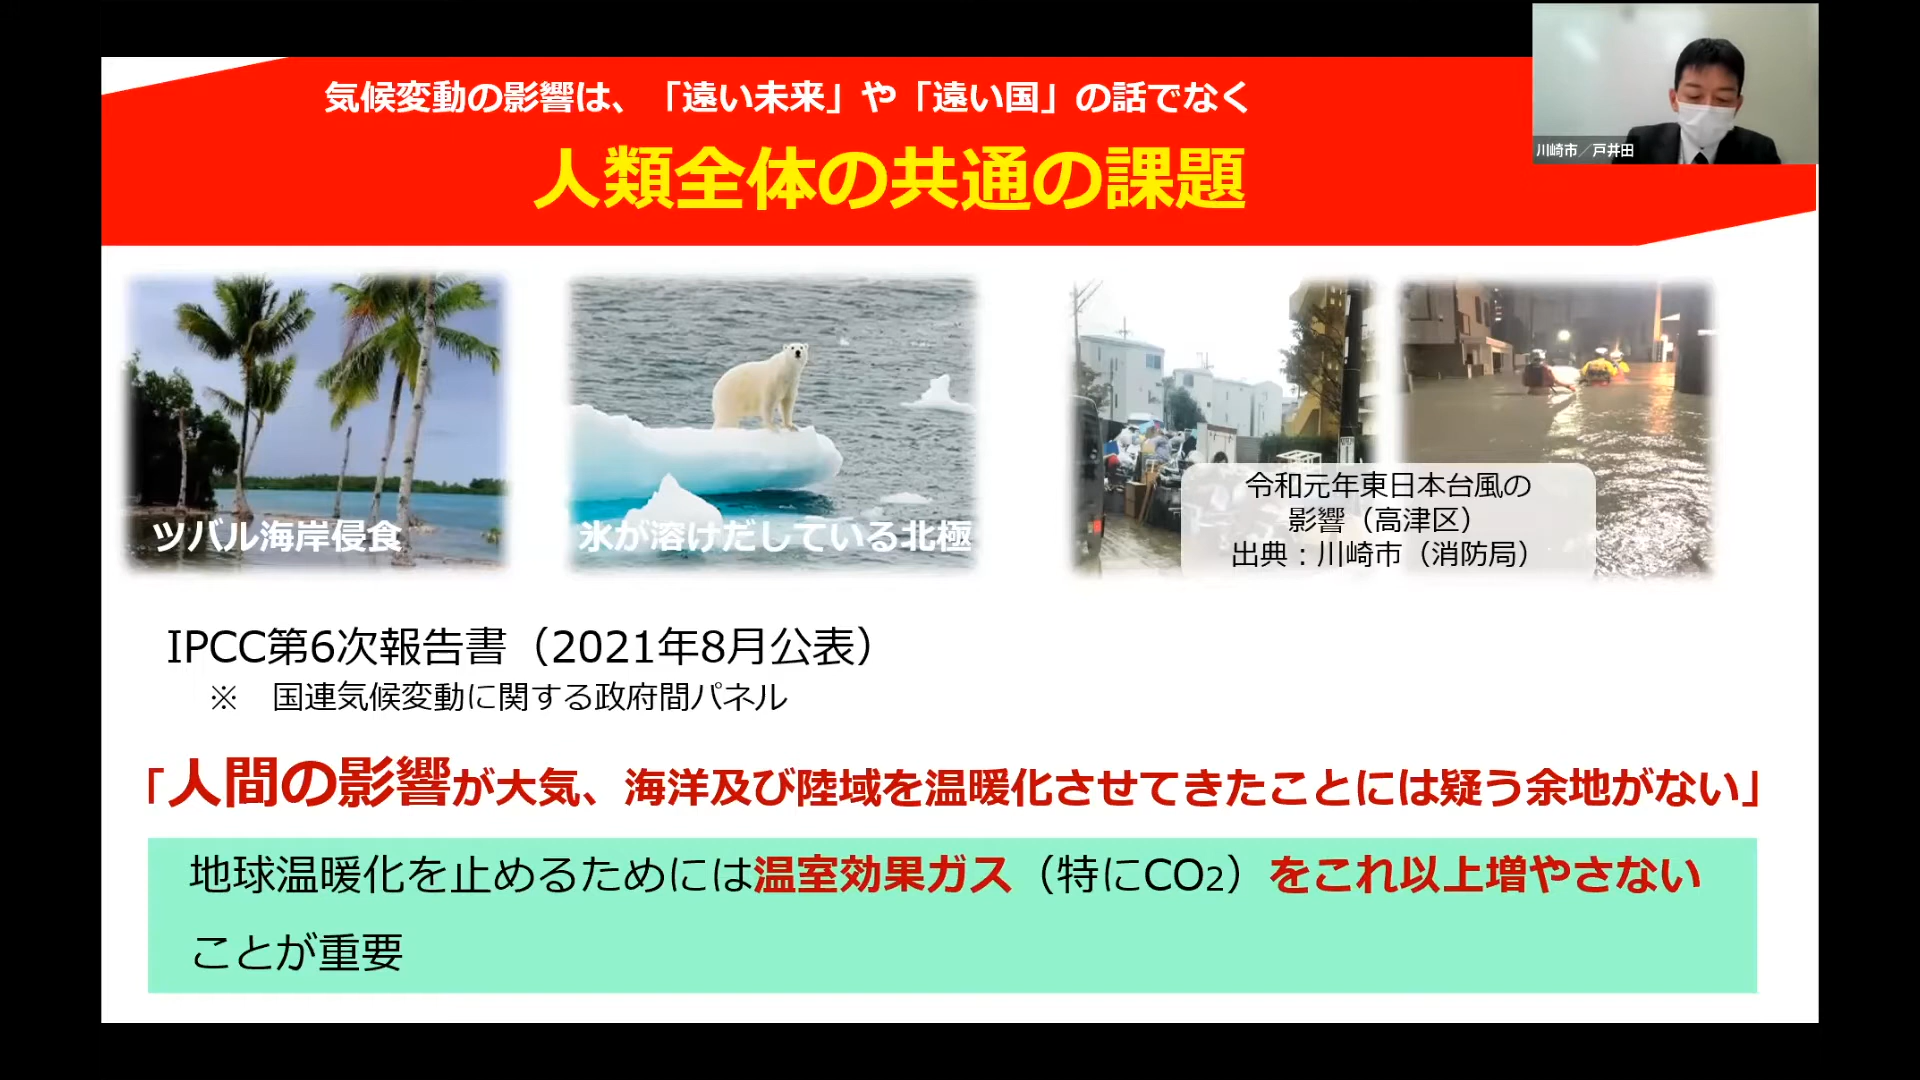 気候変動の影響は、「遠い未来」や「遠い国」の話でなく
人類全体の共通の課題
川崎市／戸井田
ツバル海岸侵食
氷が溶けだしている北極
令和元年東日本台風の
影響（高津区）
出典：川崎市（消防局）
IPCC第6次報告書（2021年8月公表）
※　国連気候変動に関する政府間パネル
「人間の影響が大気、海洋及び陸域を温暖化させてきたことには疑う余地がない」
地球温暖化を止めるためには温室効果ガス（特にCO2）をこれ以上増やさない
ことが重要